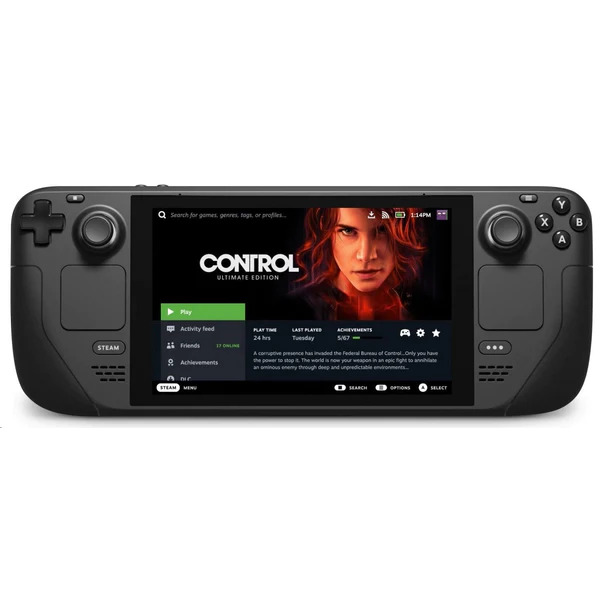 Search for games, genres, tags, or profiles...
1:14PM
Y
X
B
A
CONTROL
ULTIMATE EDITION
Play
Activity feed
Friends
27 ONLINE
Achievements
DLC
PLAY TIME
24 hrs
LAST PLAYED
Tuesday
ACHIEVEMENTS
5/67
A corruptive presence has invaded the Federal Bureau of Control...Only you have
the power to stop it. The world is now your weapon in an epic fight to annihilate
an ominous enemy through deep and unpredictable environments...
STEAM
STEAM MENU
SEARCH
OPTIONS
A SELECT